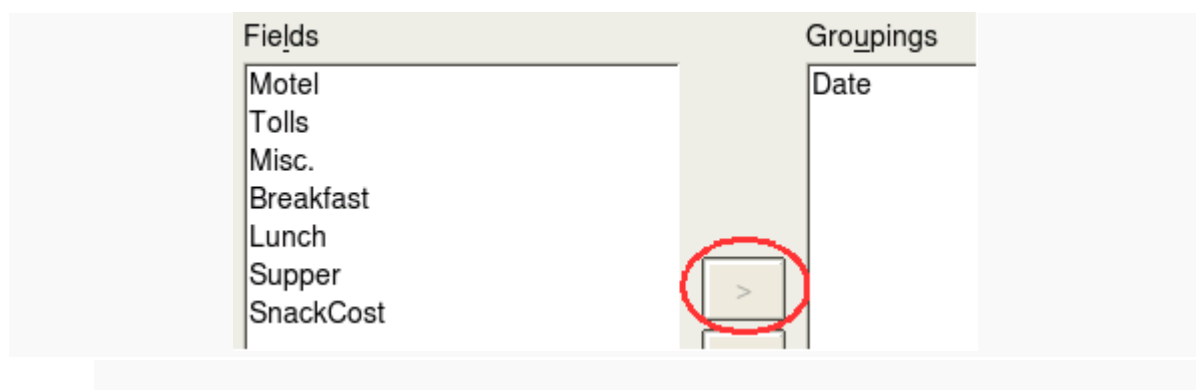 Fields
Groupings
Motel
Date
Tolls
Misc.
Breakfast
Lunch
Supper
SnackCost
>